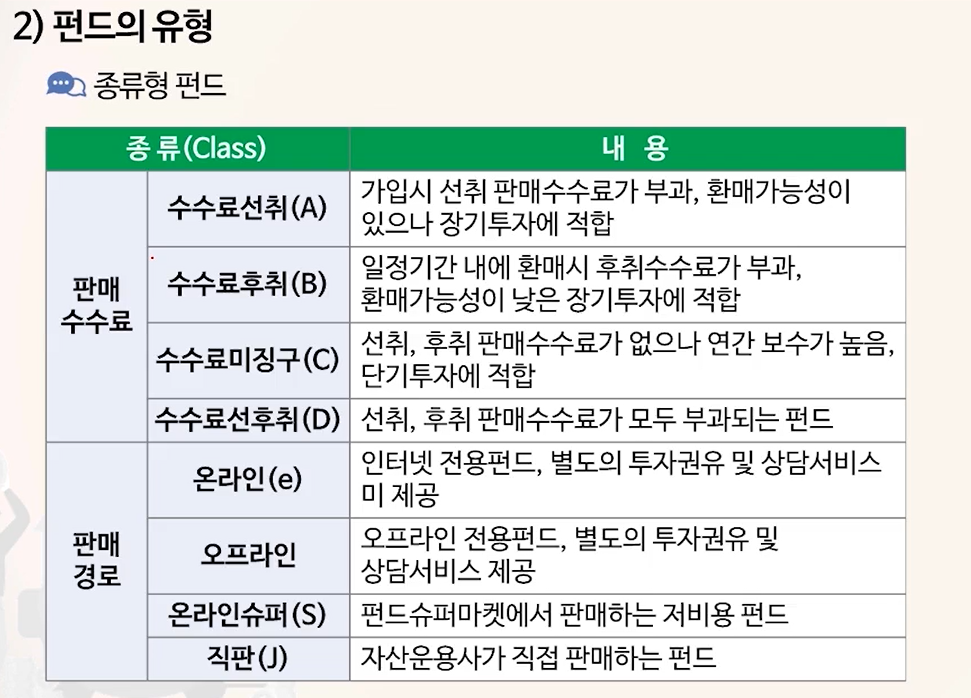 2) 펀드의 유형
종류형 펀드
종 류(Class)
내 용
판매
수수료
수수료선취(A)
가입시 선취 판매수수료가 부과, 환매가능성이
있으나 장기투자에 적합
수수료후취(B)
일정기간 내에 환매시 후취수수료가 부과,
환매가능성이 낮은 장기투자에 적합
수수료미징구(C)
선취, 후취 판매수수료가 없으나 연간 보수가 높음,
단기투자에 적합
수수료선후취(D)
선취, 후취 판매수수료가 모두 부과되는 펀드
판매
경로
온라인(e)
인터넷 전용펀드, 별도의 투자권유 및 상담서비스
미 제공
오프라인
오프라인 전용펀드, 별도의 투자권유 및
상담서비스 제공
온라인슈퍼(S)
펀드슈퍼마켓에서 판매하는 저비용 펀드
직판(J)
자산운용사가 직접 판매하는 펀드